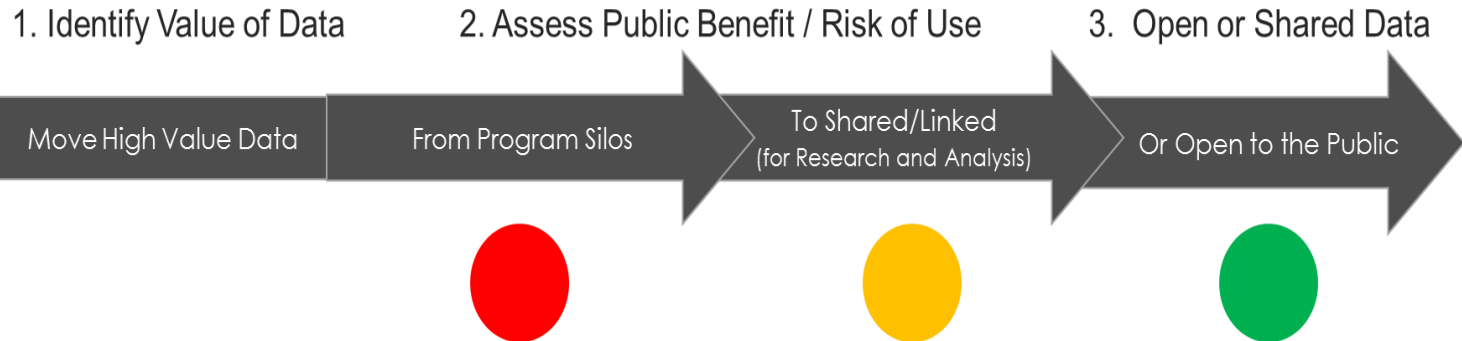 1. Identify Value of Data
2. Assess Public Benefit / Risk of Use
3. Open or Shared Data
Move High Value Data
From Program Silos
To Shared/Linked
(for Research and Analysis)
Or Open to the Public